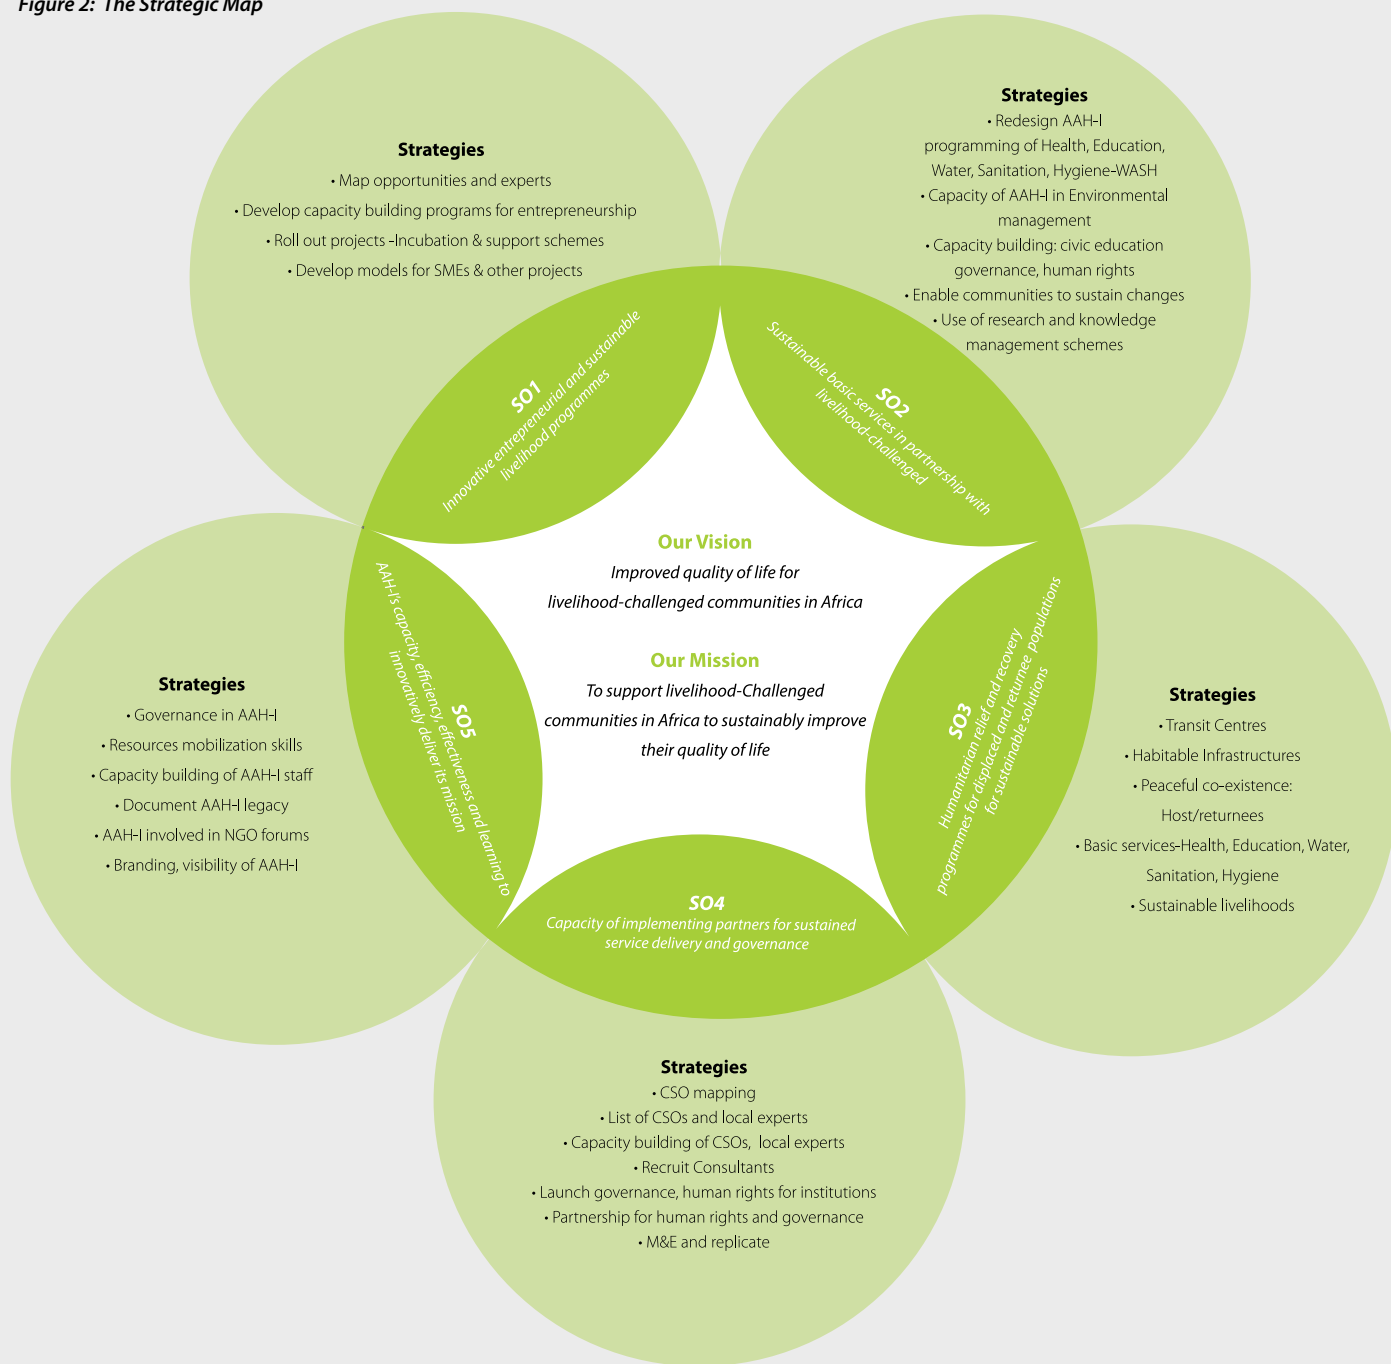 Figure 2: The Strategic Map
Strategies
• Map opportunities and experts
• Develop capacity building programs for entrepreneurship
• Roll out projects -Incubation & support schemes
• Develop models for SMEs & other projects
SO1
Innovative entrepreneurial and sustainable
livelihood programmes
Strategies
• Redesign AAH-I
programming of Health, Education,
Water, Sanitation, Hygiene-WASH
• Capacity of AAH-I in Environmental
management
• Capacity building: civic education
governance, human rights
• Enable communities to sustain changes
• Use of research and knowledge
management schemes
SO2
Sustainable basic services in partnership with
livelihood-challenged
Our Vision
Improved quality of life for
livelihood-challenged communities in Africa
Our Mission
To support livelihood-Challenged
communities in Africa to sustainably improve
their quality of life
SO3
Humanitarian relief and recovery
programmes for displaced and returnee populations
for sustainable solutions
Strategies
• Transit Centres
• Habitable Infrastructures
• Peaceful co-existence:
Host/returnees
• Basic services-Health, Education, Water,
Sanitation, Hygiene
• Sustainable livelihoods
SO4
Capacity of implementing partners for sustained
service delivery and governance
Strategies
• CSO mapping
• List of CSOs and local experts
• Capacity building of CSOs, local experts
• Recruit Consultants
• Launch governance, human rights for institutions
• Partnership for human rights and governance
• M&E and replicate
SO5
AAH-I's capacity, efficiency, effectiveness and learning to
innovatively deliver its mission
Strategies
• Governance in AAH-I
• Resources mobilization skills
• Capacity building of AAH-I staff
• Document AAH-I legacy
• AAH-I involved in NGO forums
• Branding, visibility of AAH-I